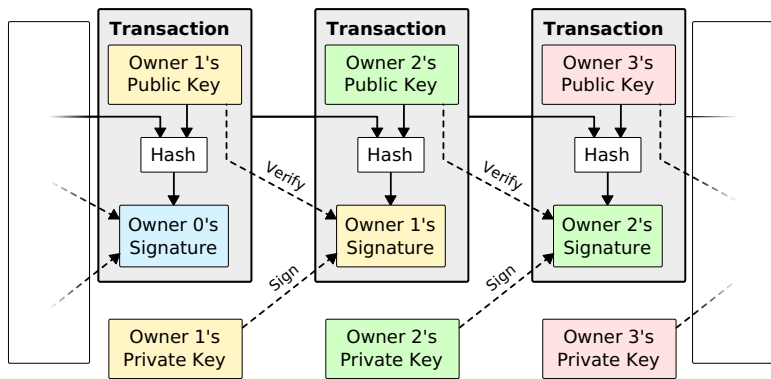 Transaction
Owner 1's
Public Key
Hash
Owner 0's
Signature
Transaction
Owner 2's
Public Key
Hash
Verify
Owner 1's
Signature
Sign
Transaction
Owner 3's
Public Key
Hash
Verify
Owner 2's
Signature
Sign
Owner 1's
Private Key
Owner 2's
Private Key
Owner 3's
Private Key